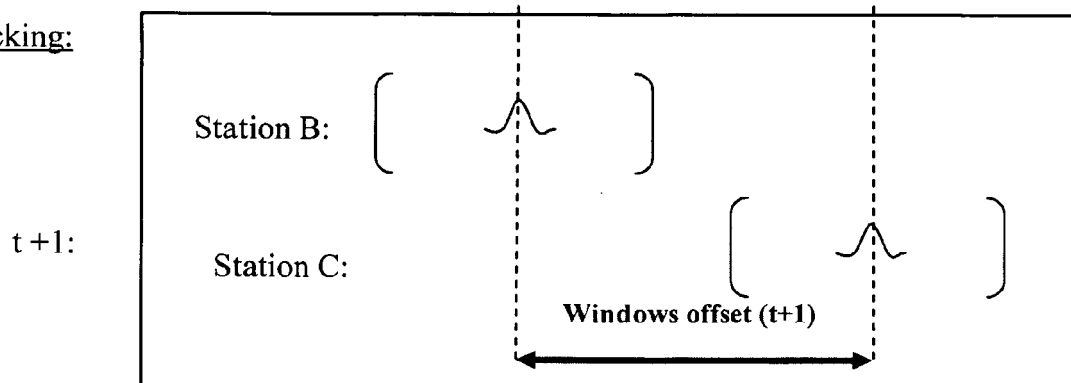 cking:
Station B:
t +1:
Station C:
Windows offset (t+1)